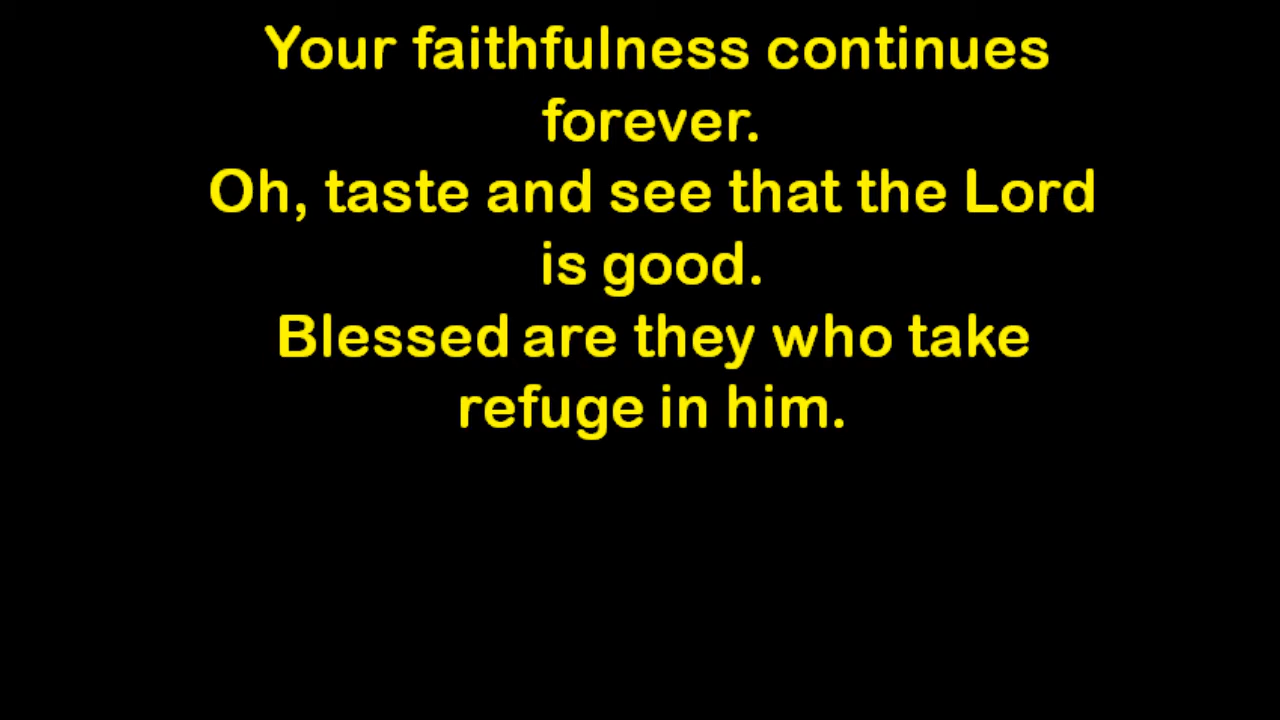 Your faithfulness continues
forever.
Oh, taste and see that the Lord
is good.
Blessed are they who take
refuge in him.